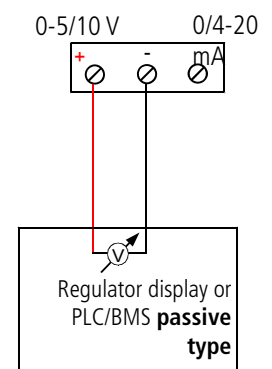 0-5/10 V 0/4-20
mA
+ -
V
Regulator display or
PLC/BMS passive
type